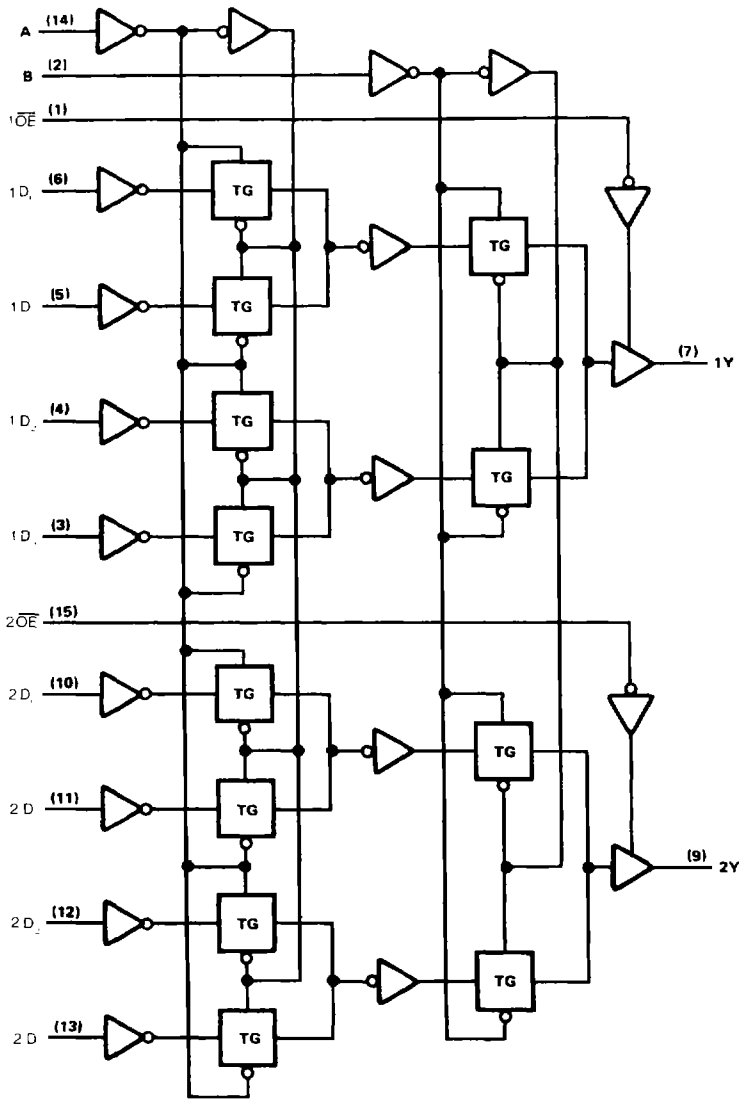 A (14)
B (2)
1OE (1)
1D (6)
TG
1D (5)
TG
TG
1D (4)
TG
(7) 1Y
1D (3)
TG
TG
2OE (15)
2D (10)
TG
TG
2D (11)
TG
(9) 2Y
2D (12)
TG
TG
2D (13)
TG